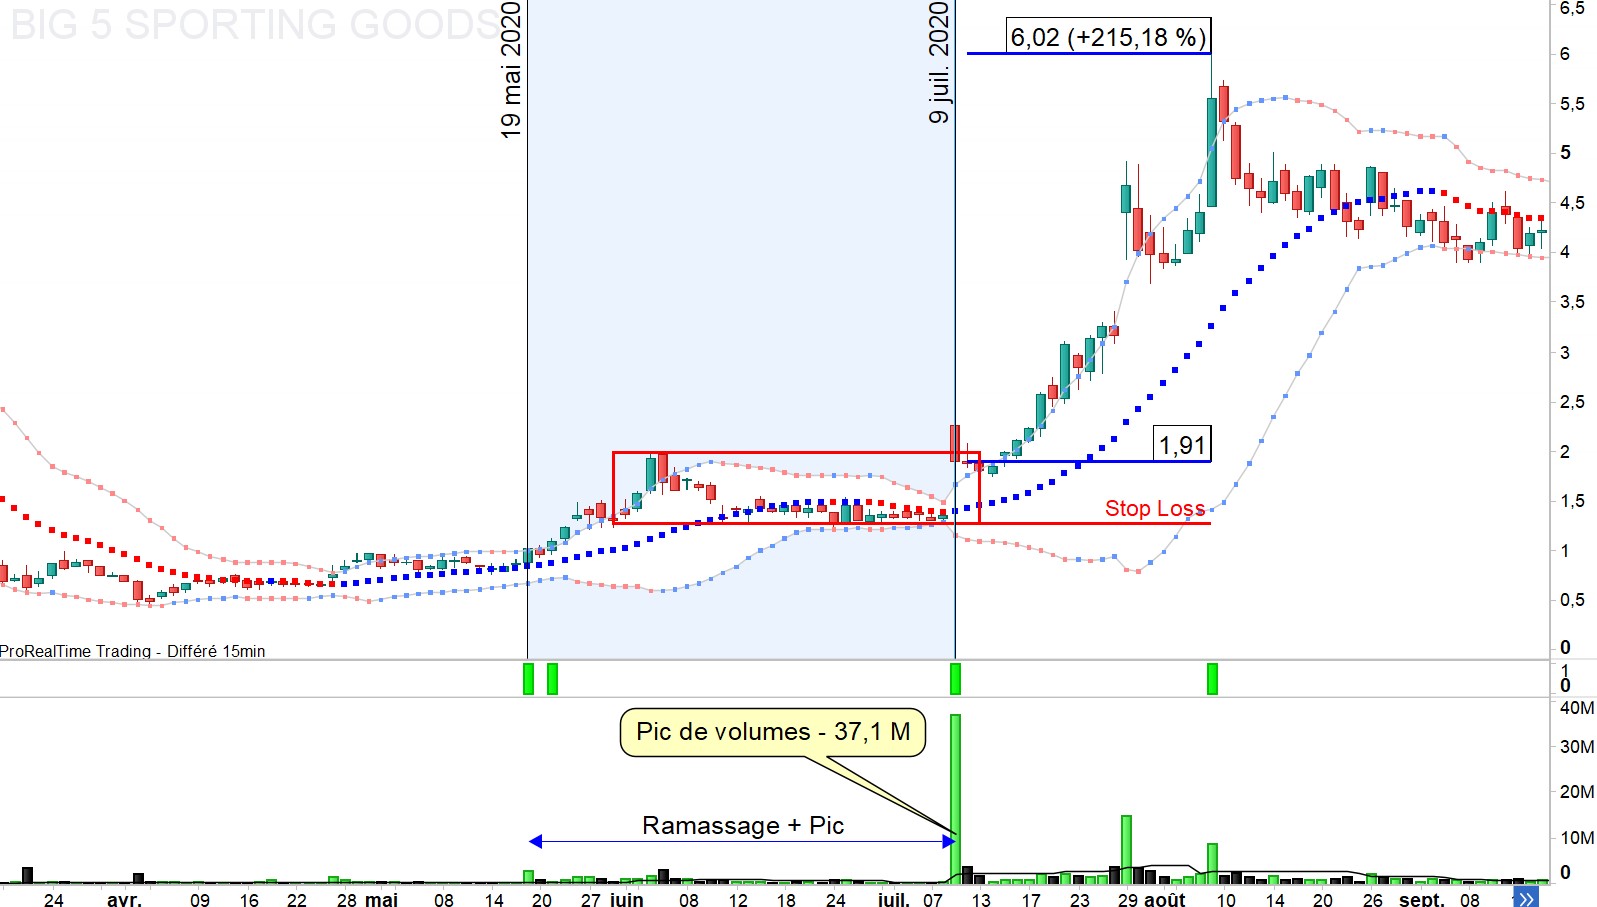 BIG 5 SPORTING GOODS
19 mai 2020
9 juil. 2020
6,02 (+215,18 %)
1,91
Stop Loss
6,5
6
5,5
5
4,5
4
3,5
3
2,5
2
1,5
1
0,5
0
ProRealTime Trading - Différé 15min
1
0
Pic de volumes - 37,1 M
Ramassage + Pic
40M
30M
20M
10M
0
24 avr. 09 16 22 28 mai 08 14 20 27 juin 08 12 18 24 juil. 07 13 17 23 29 août 10 14 20 26 sept. 08